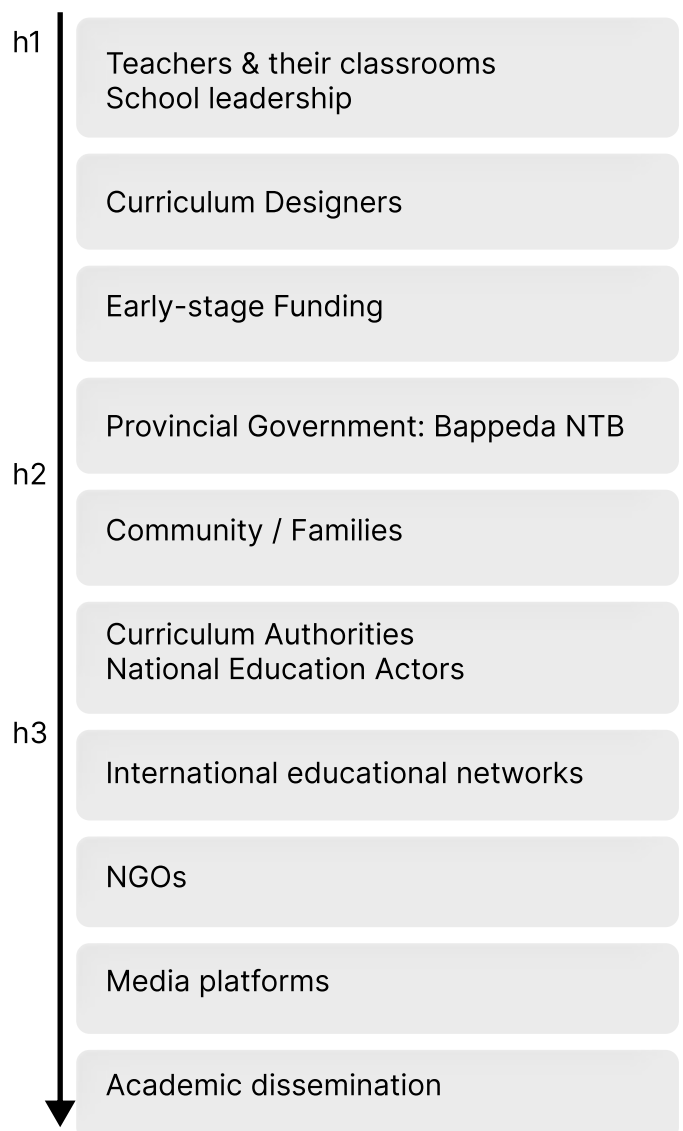 h1
Teachers & their classrooms
School leadership
Curriculum Designers
Early-stage Funding
Provincial Government: Bappeda NTB
h2
Community / Families
Curriculum Authorities
National Education Actors
h3
International educational networks
NGOs
Media platforms
Academic dissemination